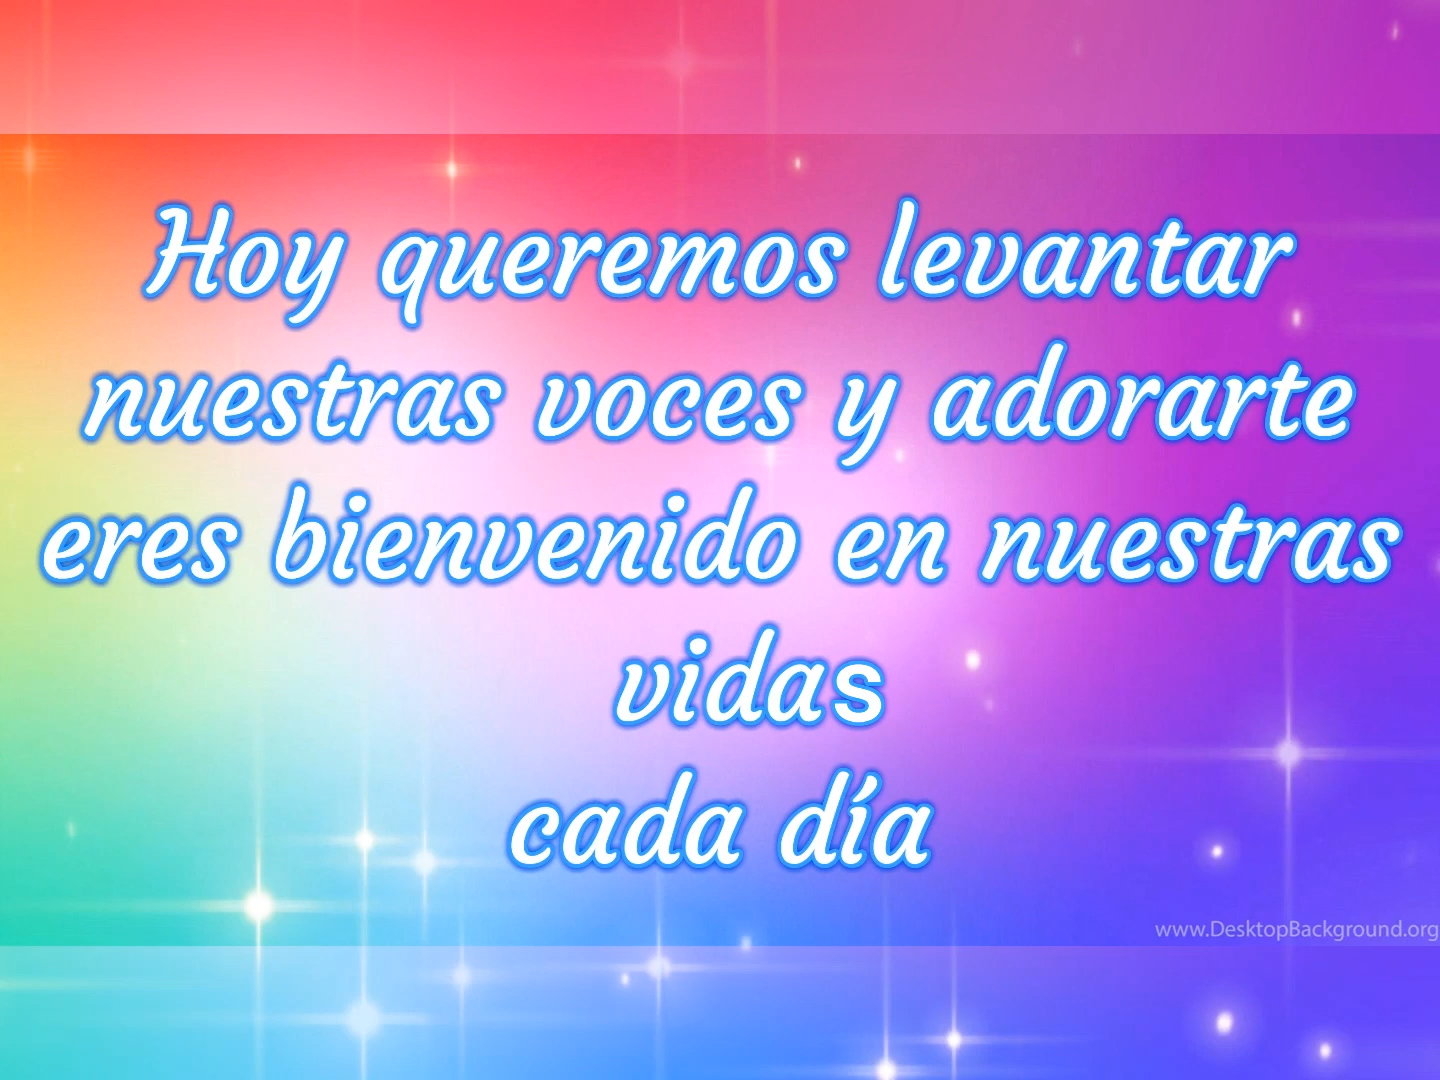 Hoy queremos levantar
nuestras voces y adorarte
eres bienvenido en nuestras
vidas
cada día
www.DesktopBackground.org